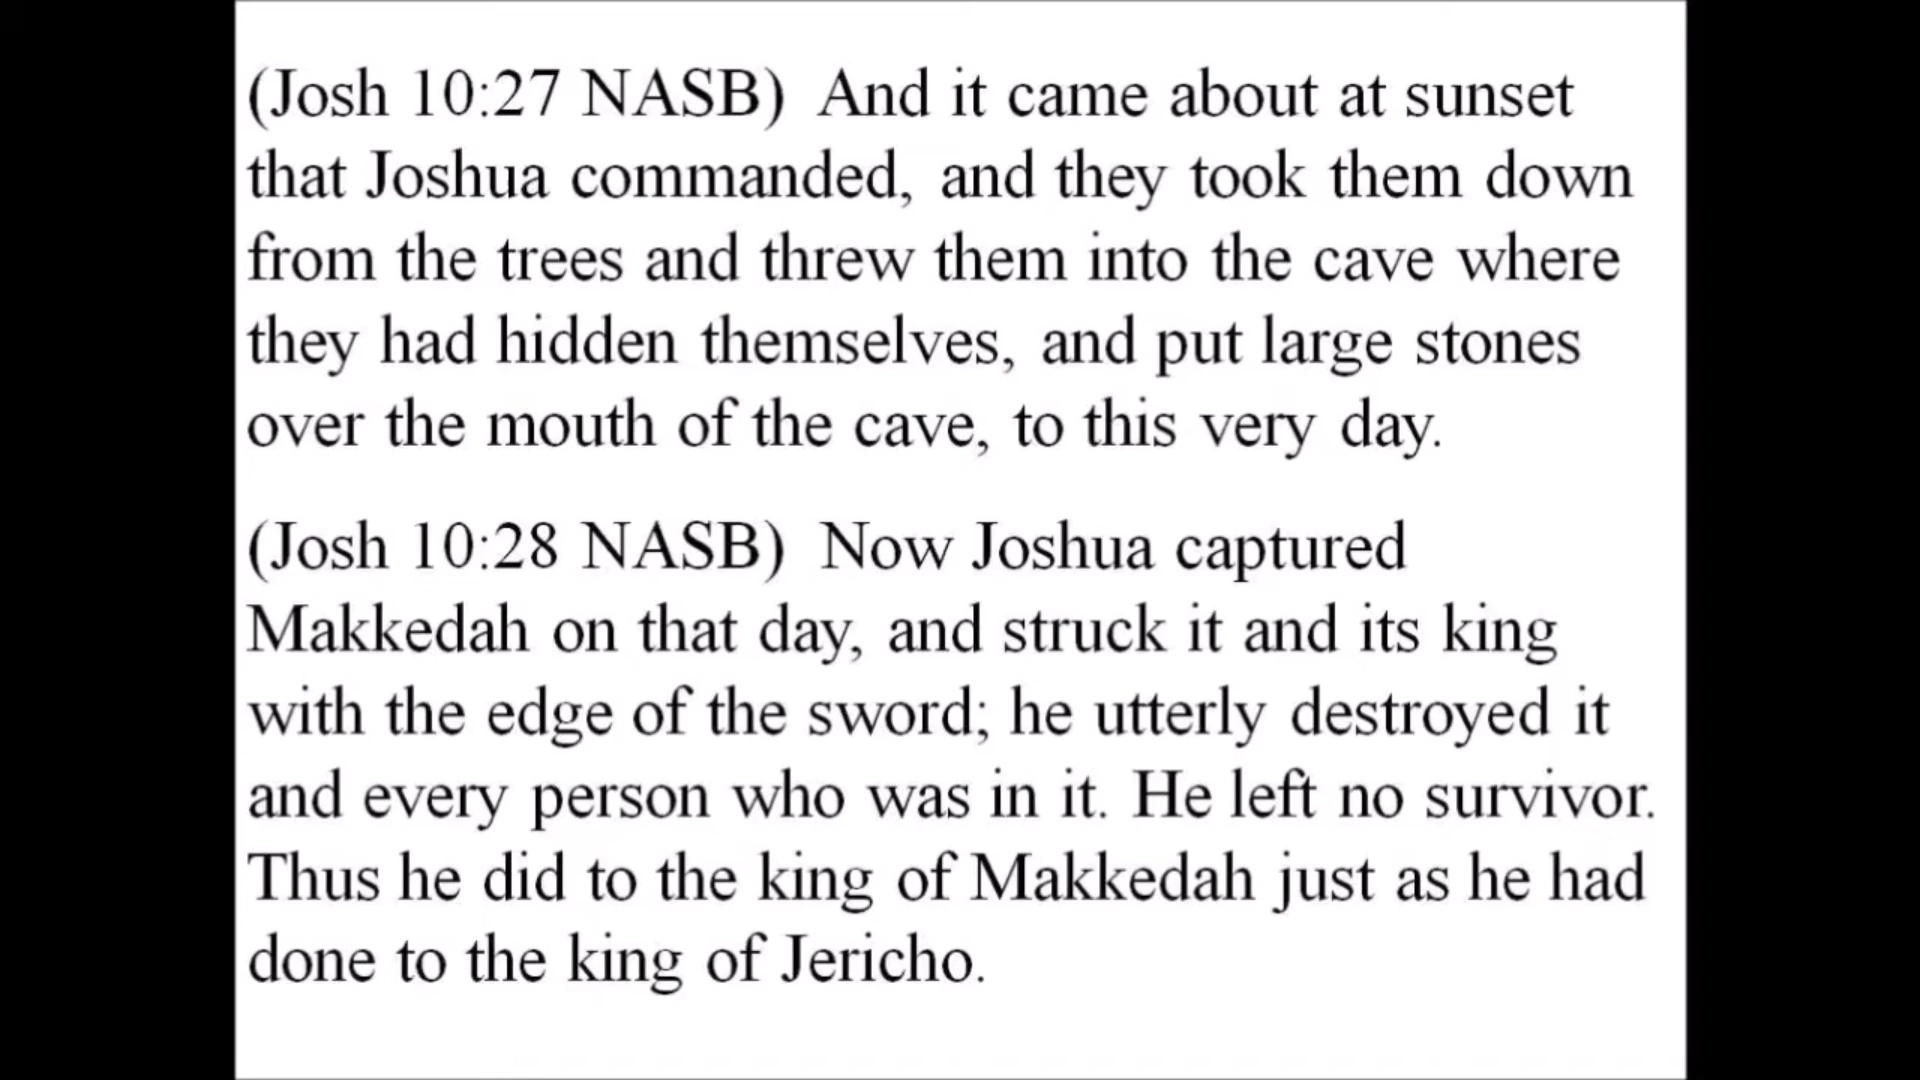 (Josh 10:27 NASB)  And it came about at sunset
that Joshua commanded, and they took them down
from the trees and threw them into the cave where
they had hidden themselves, and put large stones
over the mouth of the cave, to this very day.
(Josh 10:28 NASB)  Now Joshua captured
Makkedah on that day, and struck it and its king
with the edge of the sword; he utterly destroyed it
and every person who was in it. He left no survivor.
Thus he did to the king of Makkedah just as he had
done to the king of Jericho.